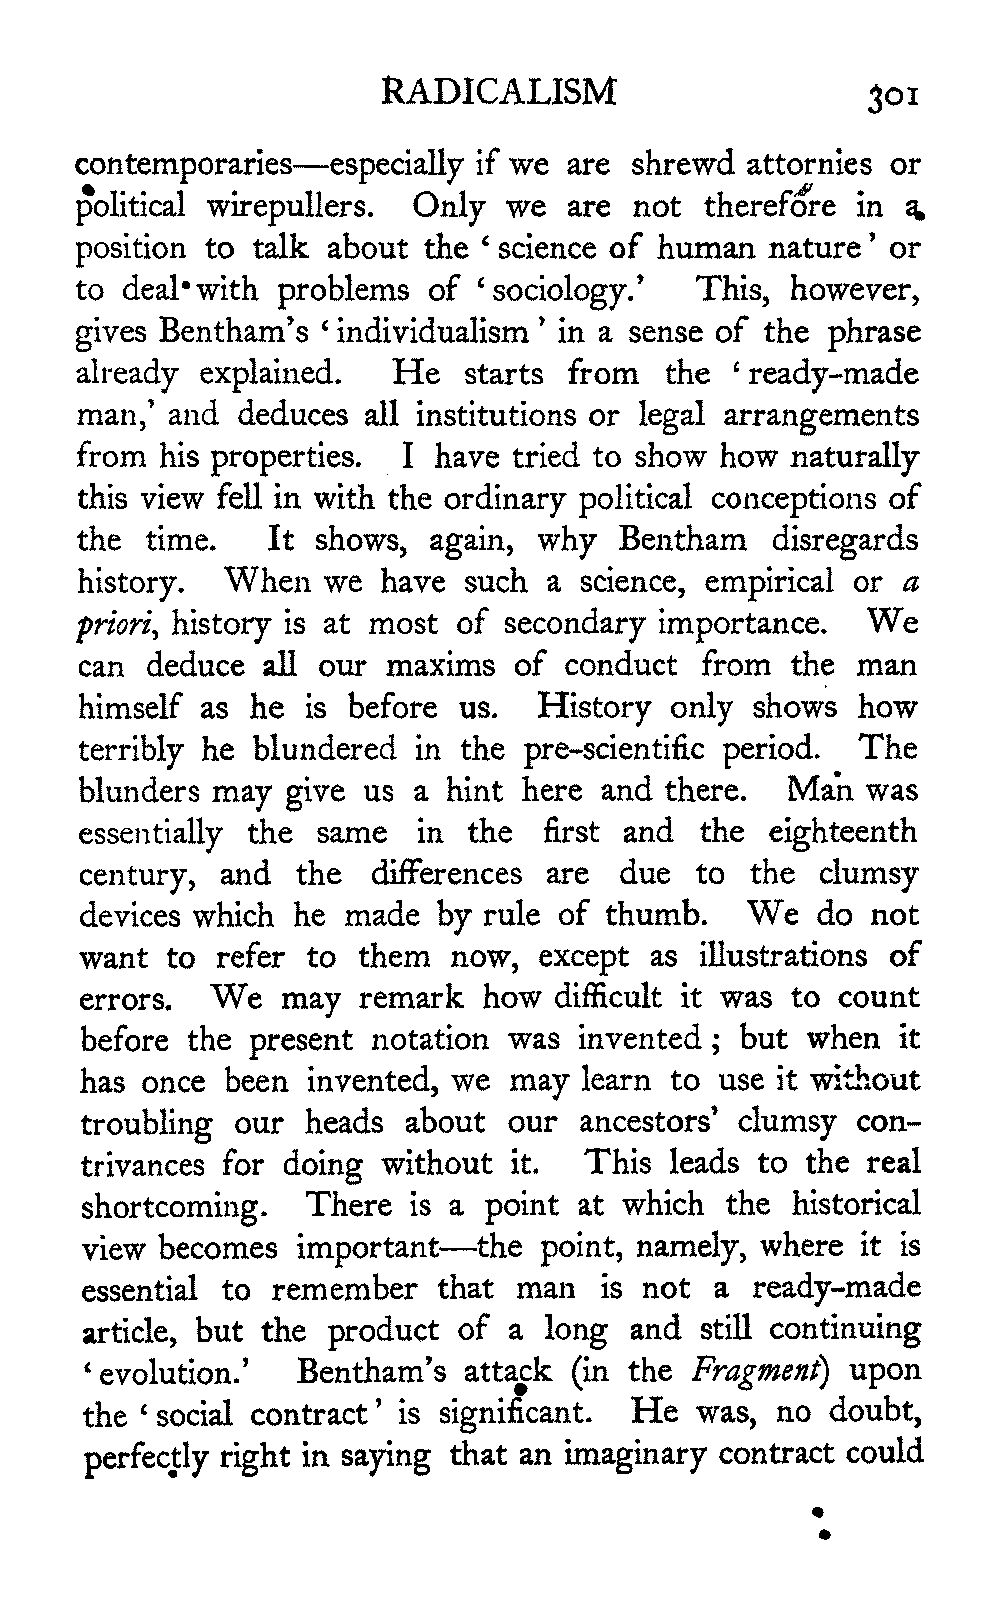 RADICALISM 301
contemporaries—especially if we are shrewd attornies or
political wirepullers. Only we are not therefore in a
position to talk about the ‘science of human nature’ or
to deal with problems of ‘sociology.’ This, however,
gives Bentham’s ‘individualism’ in a sense of the phrase
already explained. He starts from the ‘ready-made
man,’ and deduces all institutions or legal arrangements
from his properties. I have tried to show how naturally
this view fell in with the ordinary political conceptions of
the time. It shows, again, why Bentham disregards
history. When we have such a science, empirical or a
priori, history is at most of secondary importance. We
can deduce all our maxims of conduct from the man
himself as he is before us. History only shows how
terribly he blundered in the pre-scientific period. The
blunders may give us a hint here and there. Man was
essentially the same in the first and the eighteenth
century, and the differences are due to the clumsy
devices which he made by rule of thumb. We do not
want to refer to them now, except as illustrations of
errors. We may remark how difficult it was to count
before the present notation was invented; but when it
has once been invented, we may learn to use it without
troubling our heads about our ancestors’ clumsy con-
trivances for doing without it. This leads to the real
shortcoming. There is a point at which the historical
view becomes important—the point, namely, where it is
essential to remember that man is not a ready-made
article, but the product of a long and still continuing
‘evolution.’ Bentham’s attack (in the Fragment) upon
the ‘social contract’ is significant. He was, no doubt,
perfectly right in saying that an imaginary contract could